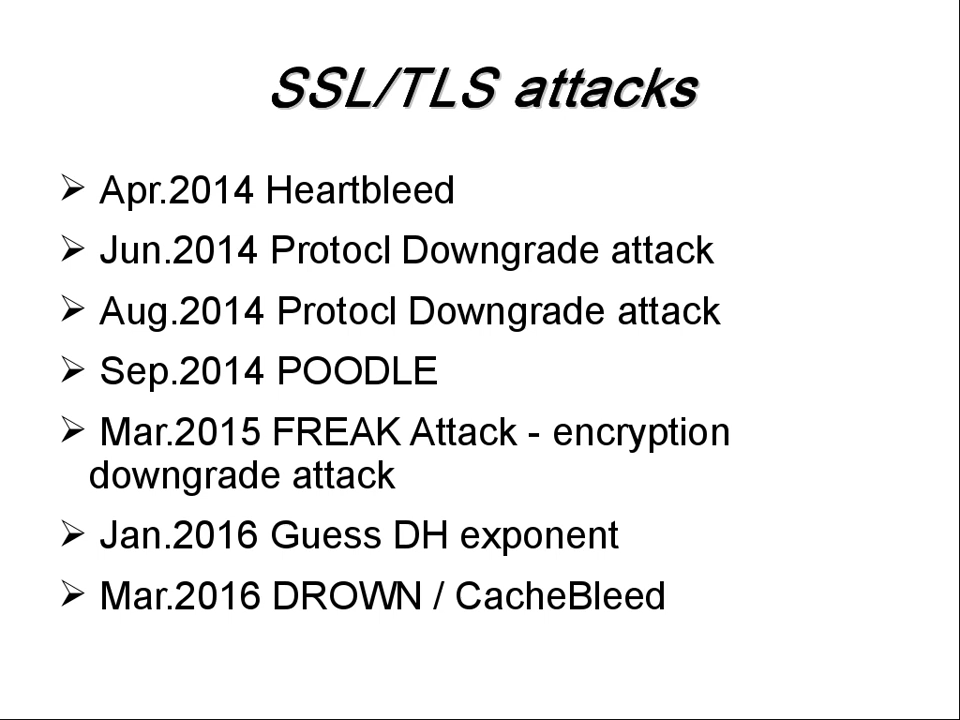 SSL/TLS attacks
➢ Apr.2014 Heartbleed
➢ Jun.2014 Protocl Downgrade attack
➢ Aug.2014 Protocl Downgrade attack
➢ Sep.2014 POODLE
➢ Mar.2015 FREAK Attack - encryption
downgrade attack
➢ Jan.2016 Guess DH exponent
➢ Mar.2016 DROWN / CacheBleed